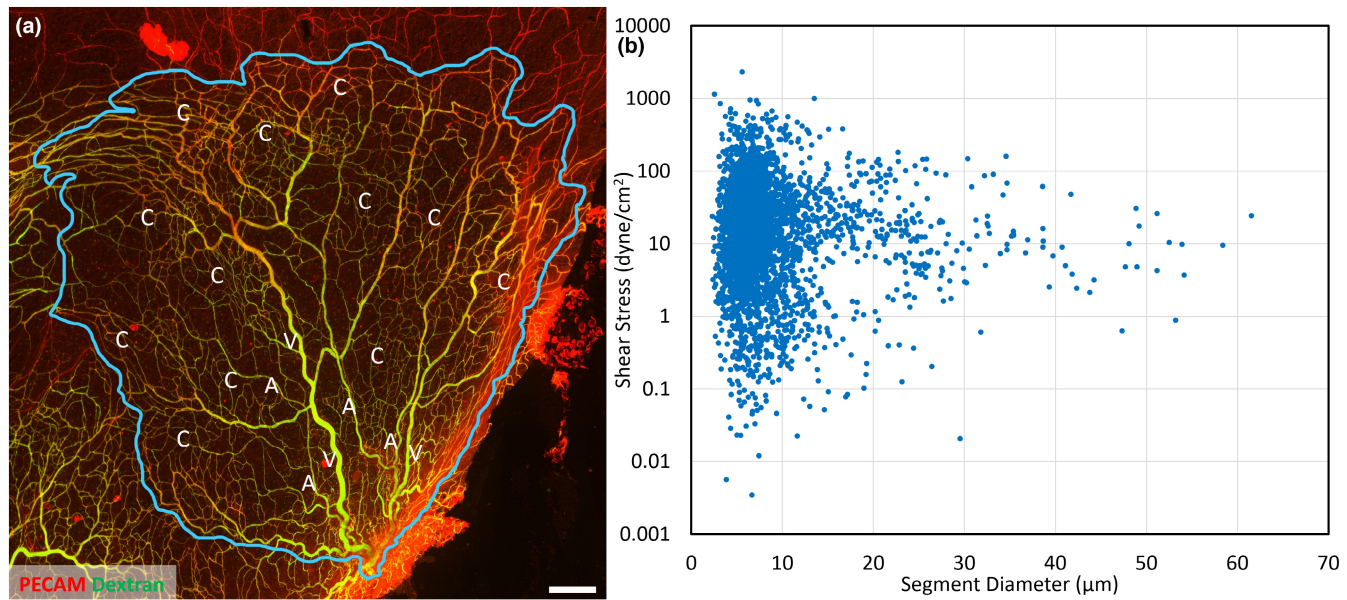 (a)
C
C
C
C
C
C
C
C
C
V
C
C
A
A
C
A
V
V
A
PECAM Dextran
(b)
Shear Stress (dyne/cm²)
10000
1000
100
10
1
0.1
0.01
0.001
0
10
20
30
40
50
60
70
Segment Diameter (μm)